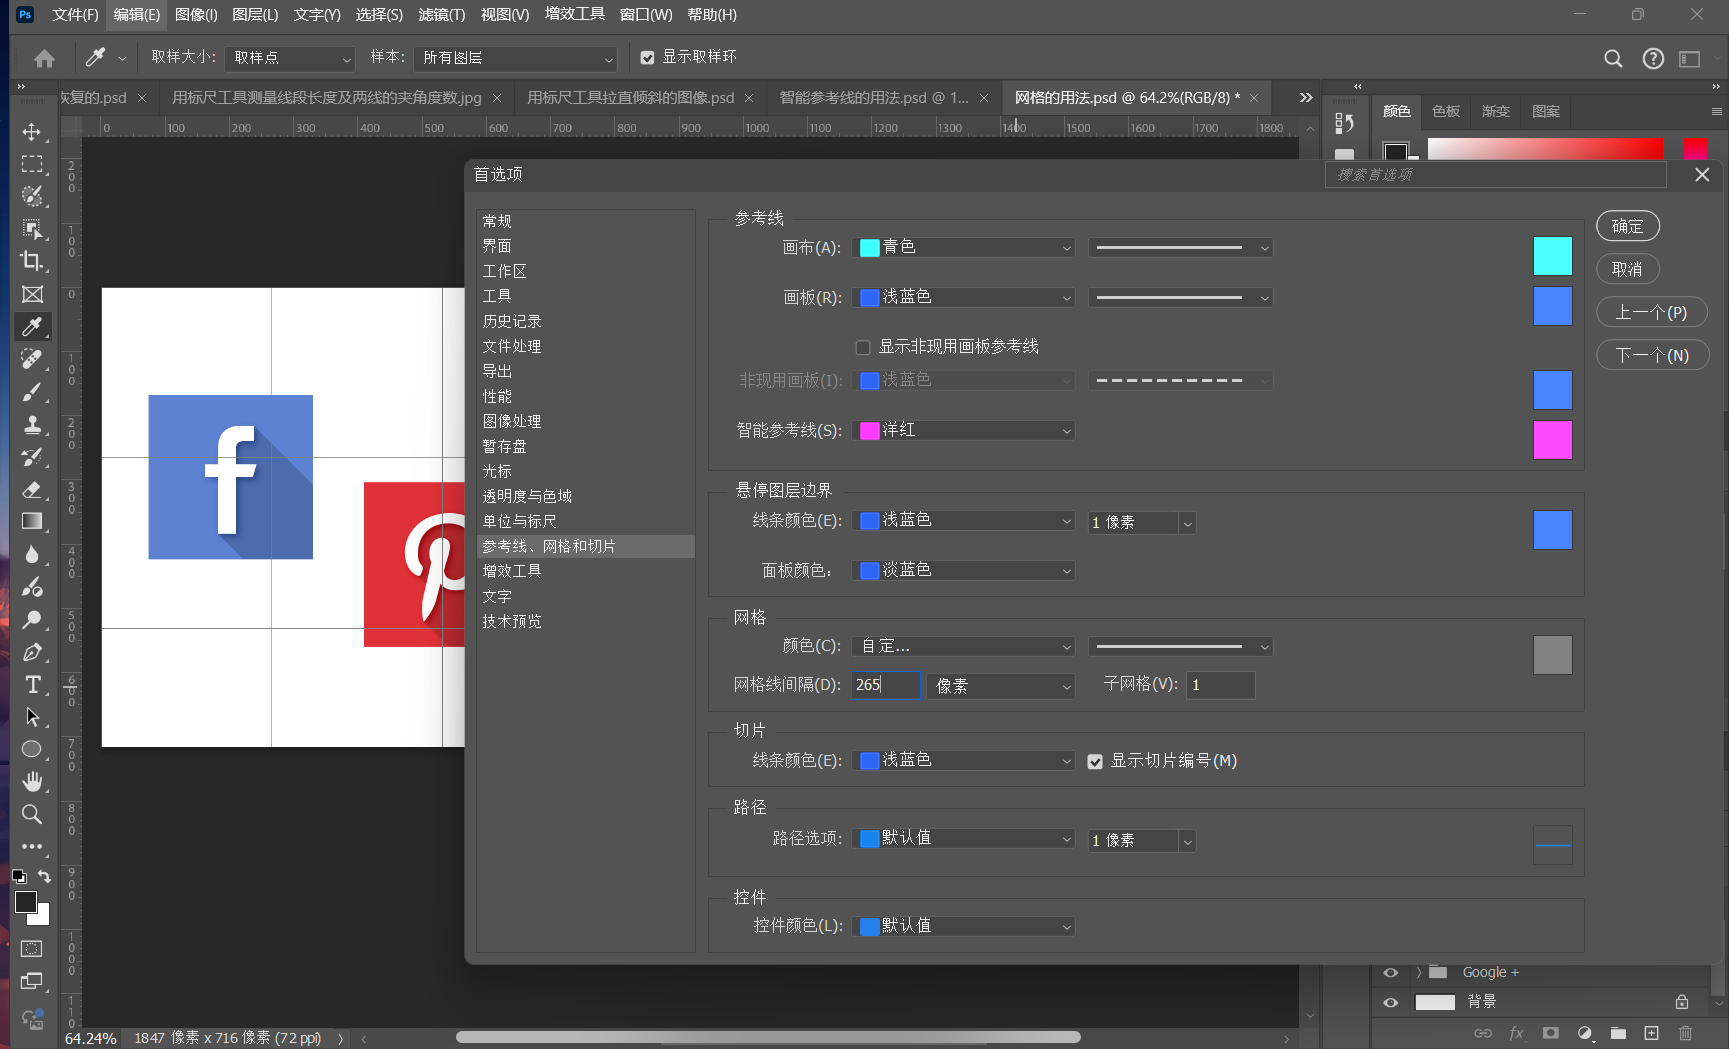 Ps 文件(F) 编辑(E) 图像(I) 图层(L) 文字(Y) 选择(S) 滤镜(T) 视图(V) 增效工具 窗口(W) 帮助(H)
取样大小: 取样点 样本: 所有图层 显示取样环
恢复的.psd 用标尺工具测量线段长度及两线的夹角度数.jpg 用标尺工具拉直倾斜的图像.psd 智能参考线的用法.psd @ 1... 网格的用法.psd @ 64.2%(RGB/8) *
颜色 色板 渐变 图案
0 100 200 300 400 500 600 700 800 900 1000 1100 1200 1300 1400 1500 1600 1700 1800
200
100
0
100
200
300
400
500
600
700
800
900
1000
110
首选项
搜索首选项
常规
界面
工作区
工具
历史记录
文件处理
导出
性能
图像处理
暂存盘
光标
透明度与色域
单位与标尺
参考线、网格和切片
增效工具
文字
技术预览
参考线
画布(A): 青色
画板(R): 浅蓝色
显示非现用画板参考线
非现用画板(I): 浅蓝色
智能参考线(S): 洋红
悬停图层边界
线条颜色(E): 浅蓝色 1 像素
面板颜色: 淡蓝色
网格
颜色(C): 自定...
网格线间隔(D): 265 像素 子网格(V): 1
切片
线条颜色(E): 浅蓝色 显示切片编号(M)
路径
路径选项: 默认值 1 像素
控件
控件颜色(L): 默认值
确定
取消
上一个(P)
下一个(N)
Google +
背景
fx
64.24% 1847 像素 x 716 像素 (72 ppi)